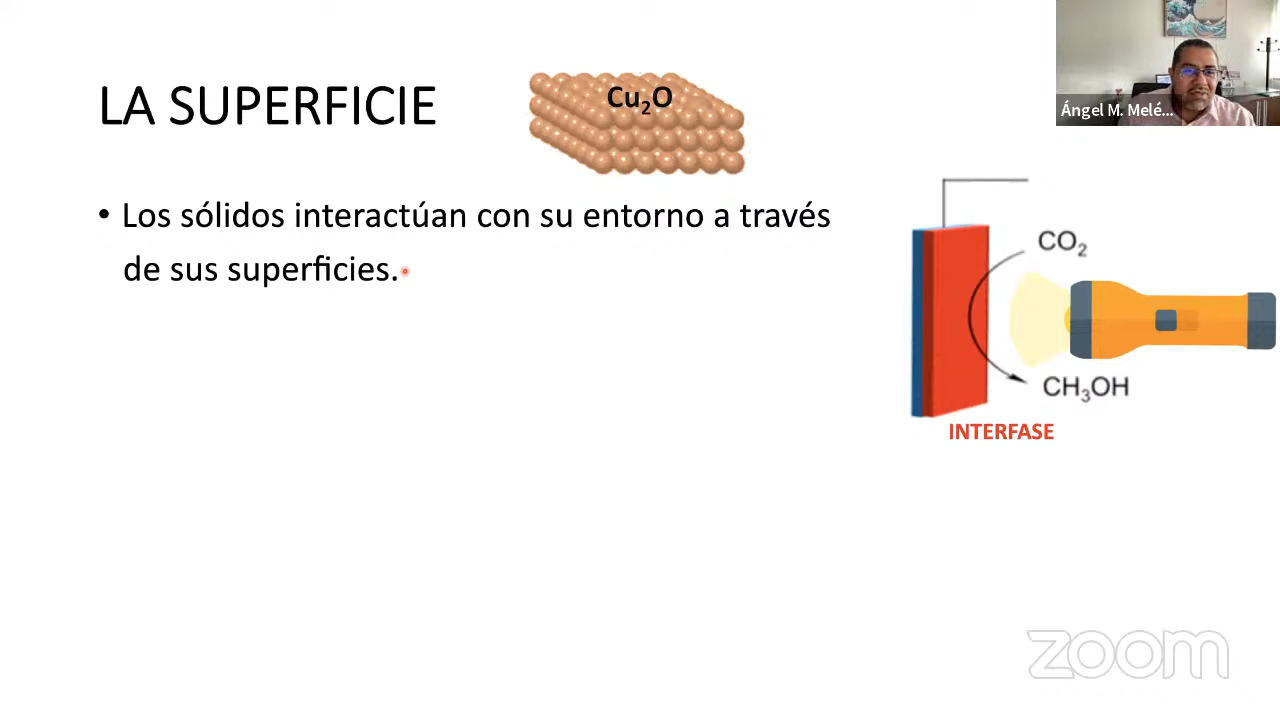 LA SUPERFICIE
Cu₂O
Ángel M. Melé...
• Los sólidos interactúan con su entorno a través
de sus superficies.
CO₂
CH₃OH
INTERFASE
zoom